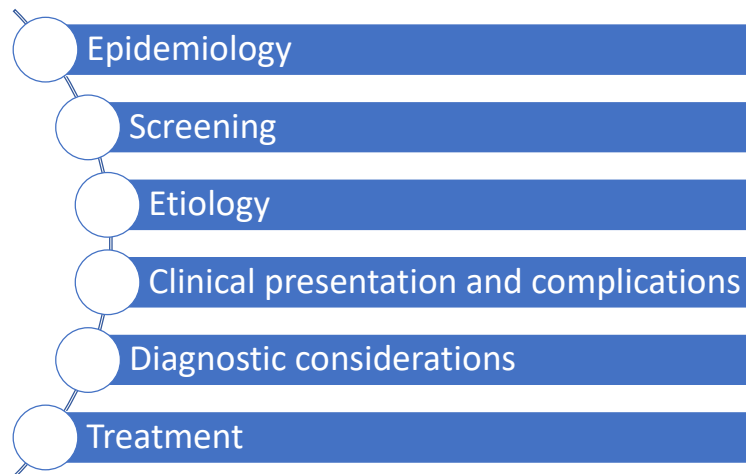 Epidemiology
Screening
Etiology
Clinical presentation and complications
Diagnostic considerations
Treatment